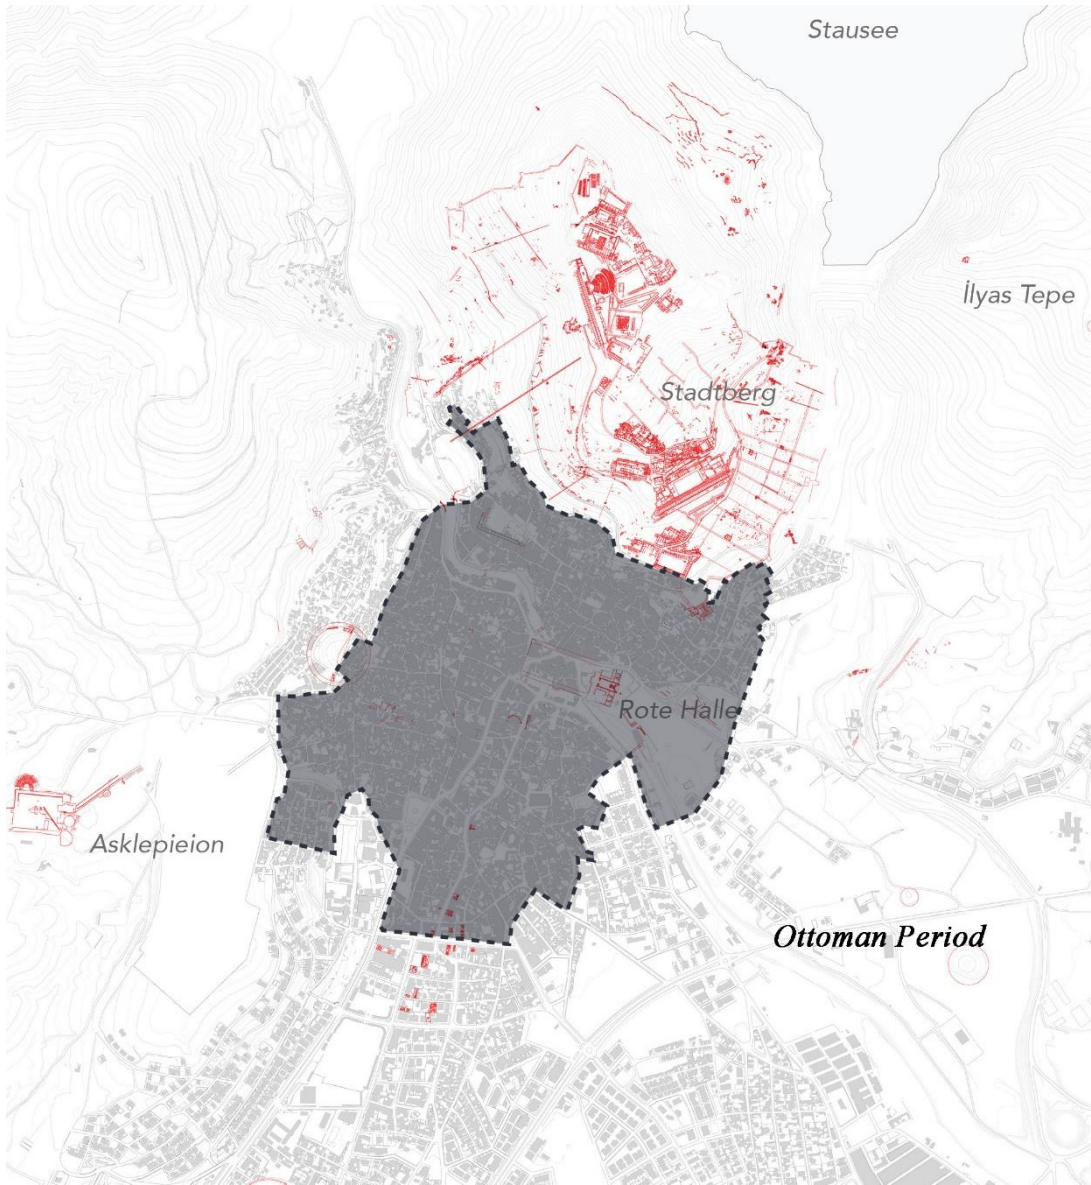 Stausee
İlyas Tepe
Stadtberg
Rote Halle
Asklepieion
Ottoman Period